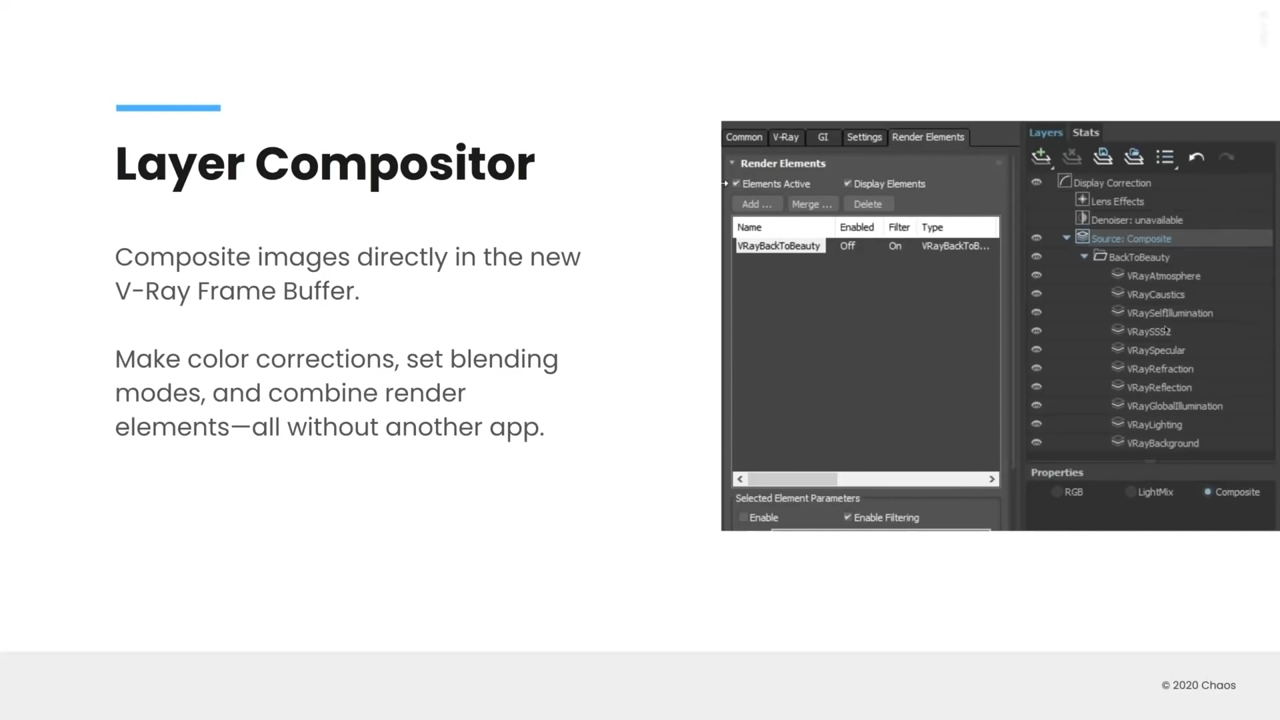 Layer Compositor
Composite images directly in the new
V-Ray Frame Buffer.
Make color corrections, set blending
modes, and combine render
elements—all without another app.
Common V-Ray GI Settings Render Elements
Render Elements
Elements Active Display Elements
Add ... Merge ... Delete
Name Enabled Filter Type
VRayBackToBeauty Off On VRayBackToB...
Selected Element Parameters
Enable Enable Filtering
Layers Stats
Display Correction
Lens Effects
Denoiser: unavailable
Source: Composite
BackToBeauty
VRayAtmosphere
VRayCaustics
VRaySelfIllumination
VRaySSS2
VRaySpecular
VRayRefraction
VRayReflection
VRayGlobalIllumination
VRayLighting
VRayBackground
Properties
RGB LightMix Composite
© 2020 Chaos